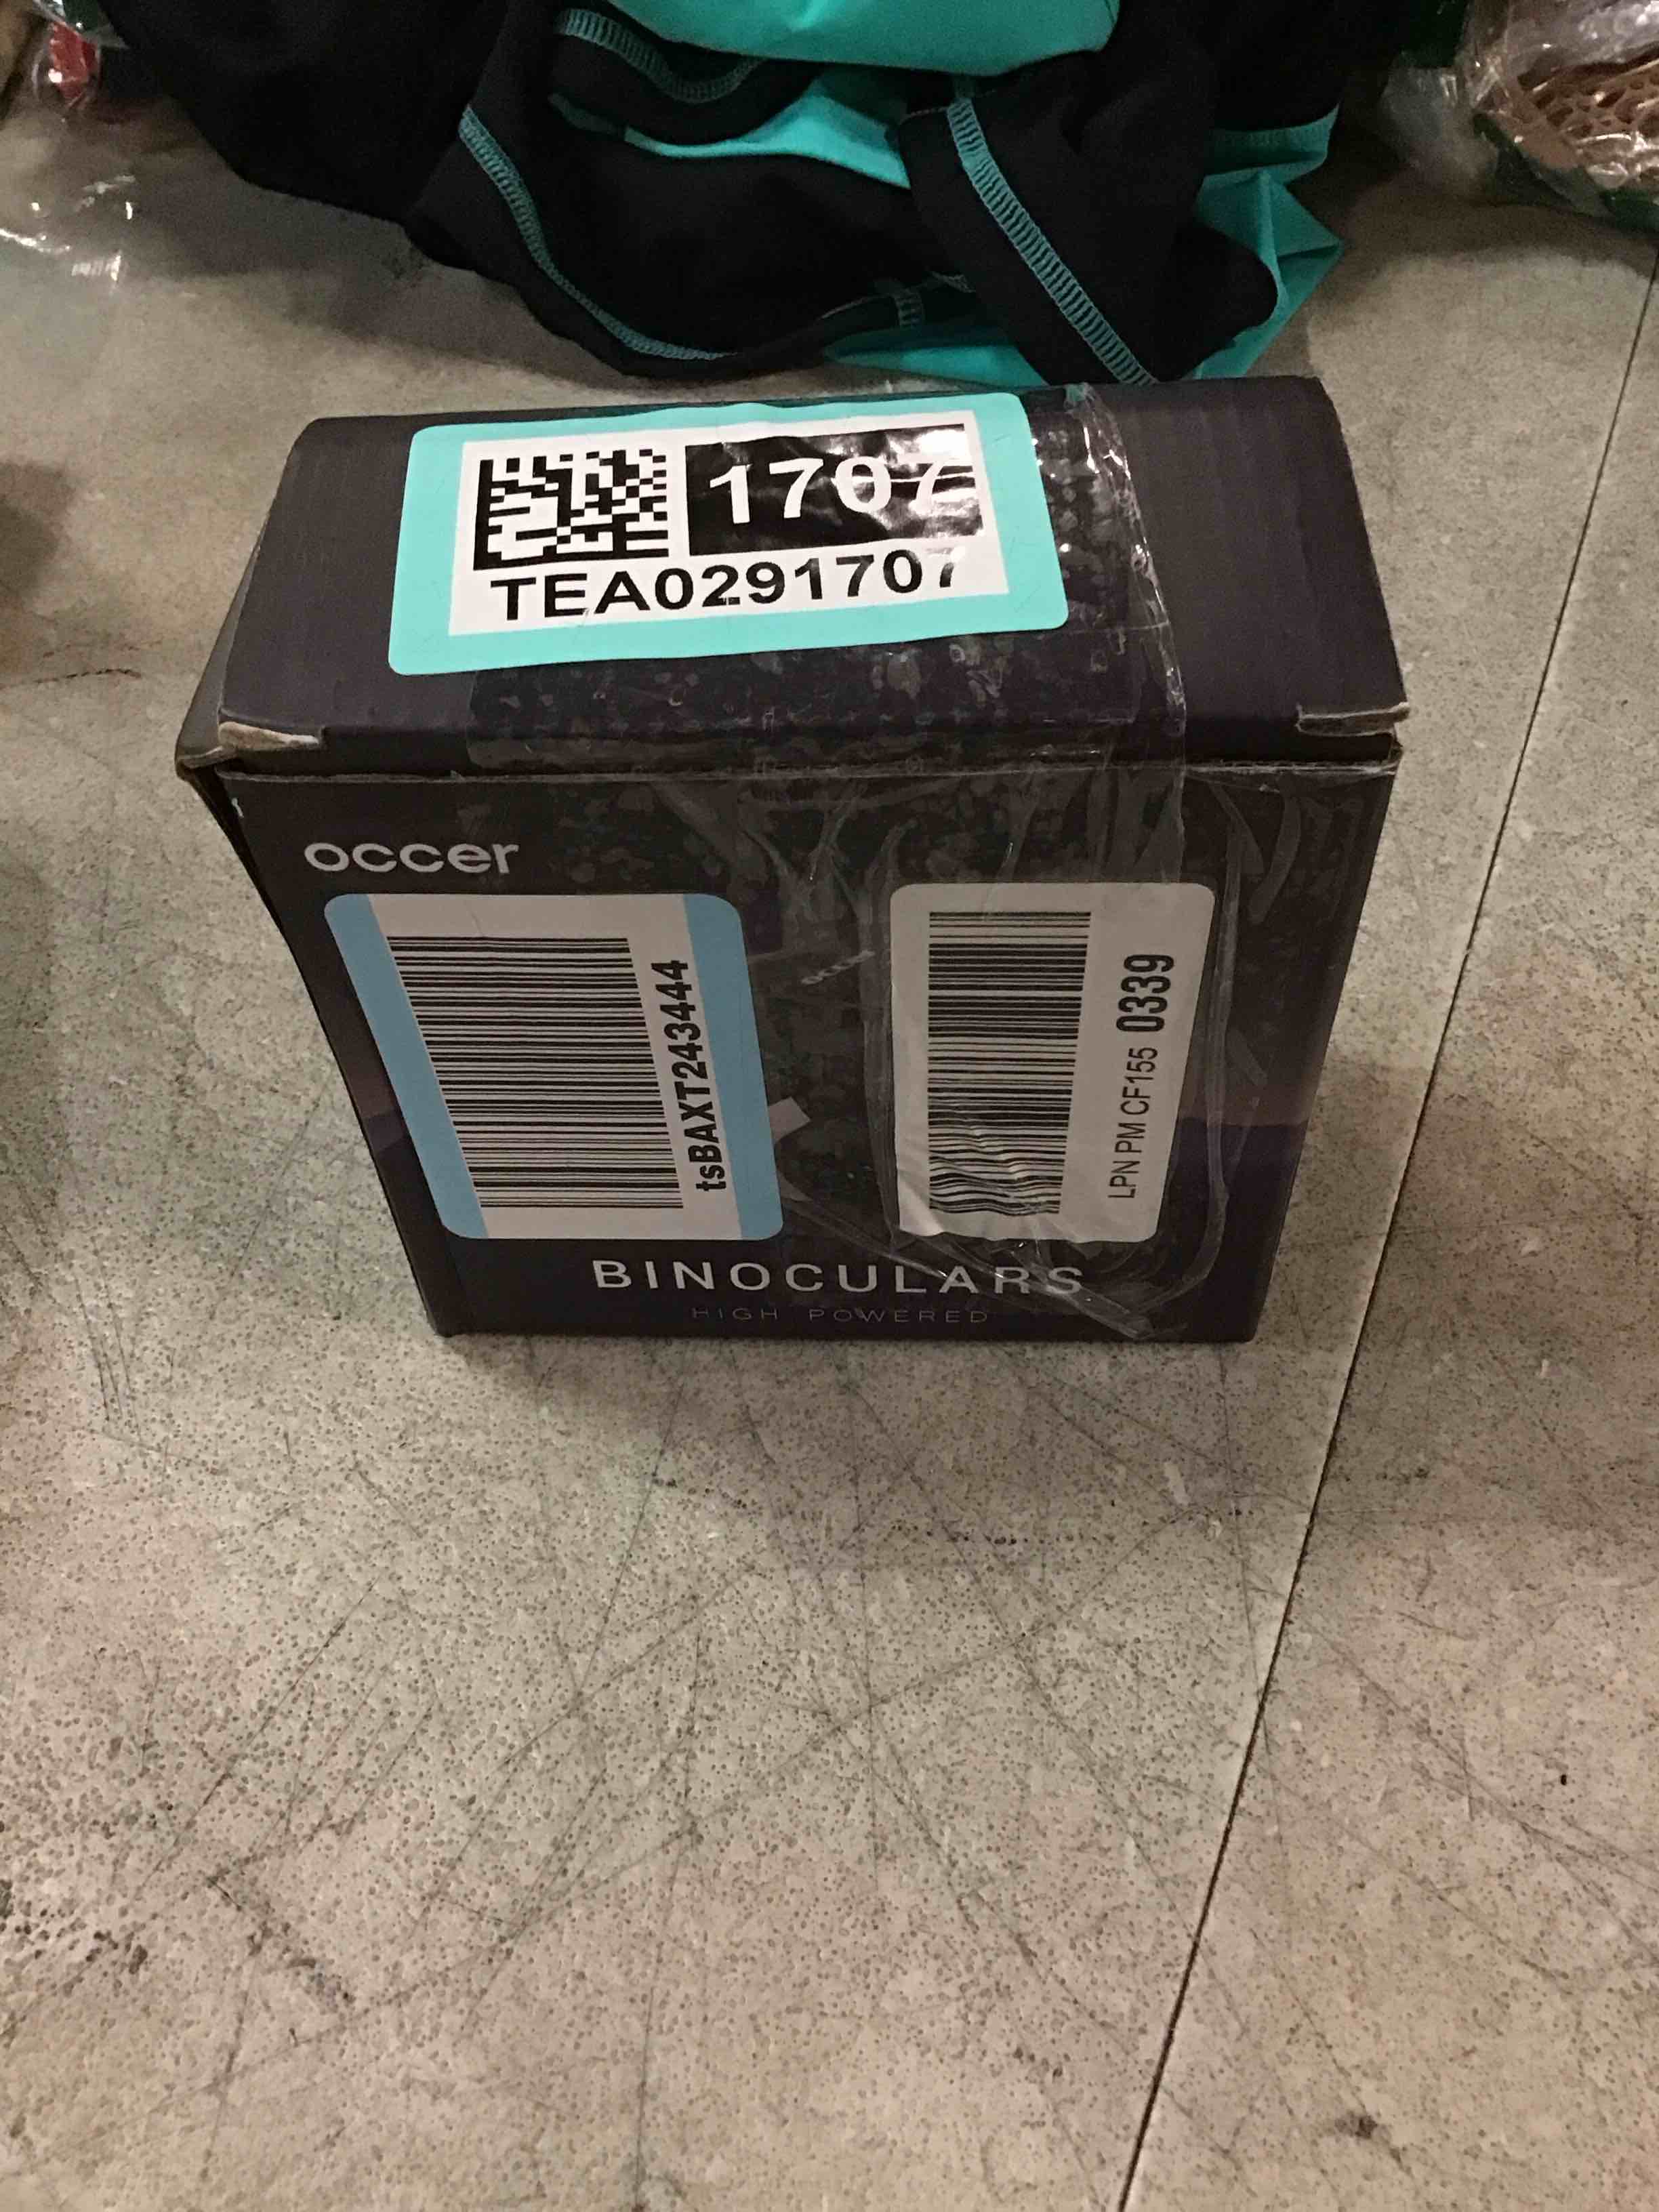 1707
TEA0291707
occer
tsBAXT243444
LPN PM CF155 0339
BINOCULARS
HIGH POWERED